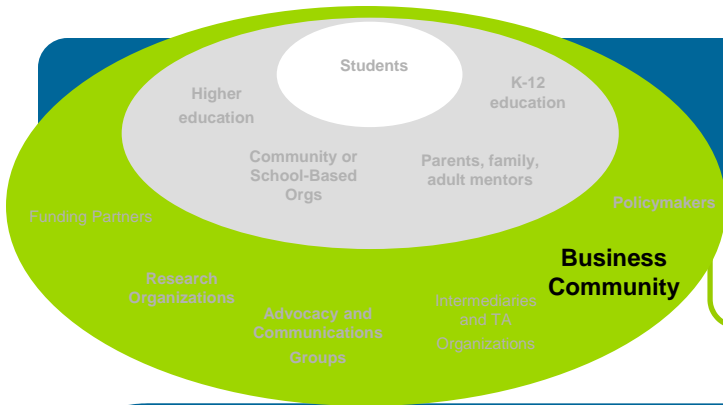 Students
Higher
education
K-12
education
Community or
School-Based
Orgs
Parents, family,
adult mentors
Funding Partners
Policymakers
Business
Community
Research
Organizations
Advocacy and
Communications
Groups
Intermediaries
and TA
Organizations